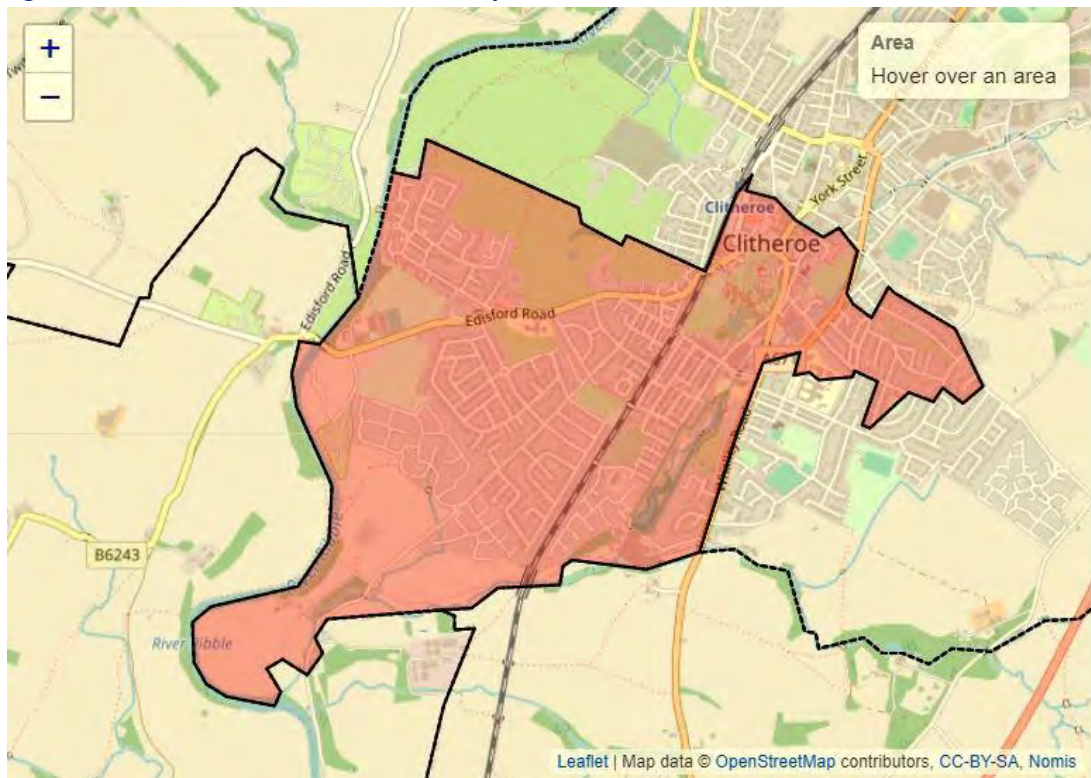 +
−
Area
Hover over an area
York Street
Clitheroe
Clitheroe
Edisford Road
Edisford Road
Road
B6243
River Ribble
Leaflet | Map data © OpenStreetMap contributors, CC-BY-SA, Nomis